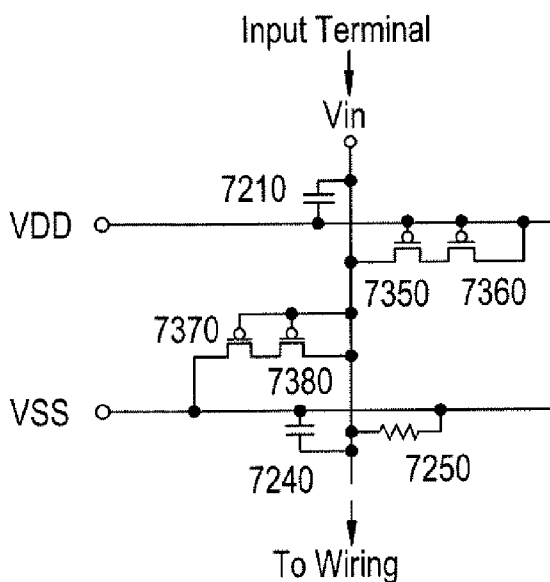 Input Terminal
Vin
7210
VDD
7350 7360
7370
7380
VSS
7240 7250
To Wiring